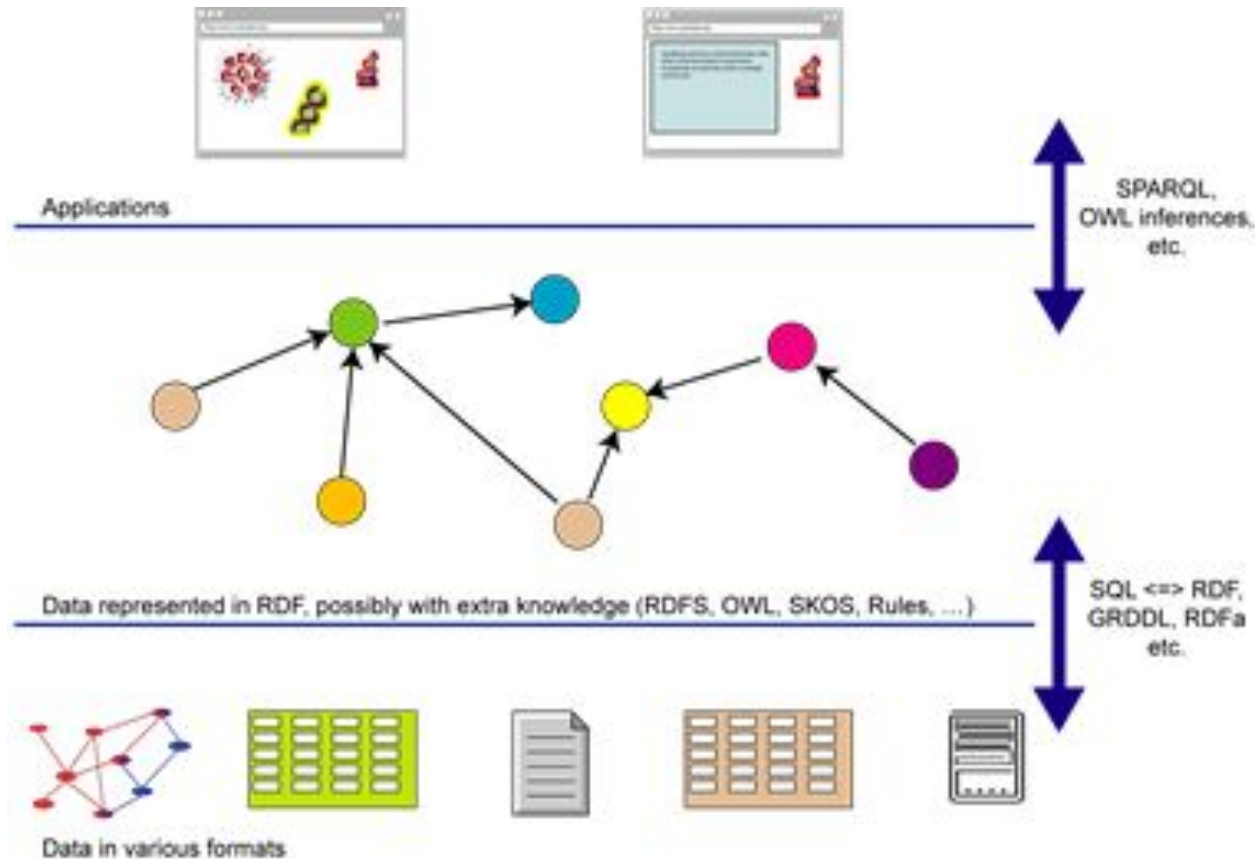 Applications
SPARQL,
OWL inferences,
etc.
Data represented in RDF, possibly with extra knowledge (RDFS, OWL, SKOS, Rules, …)
SQL <=> RDF,
GRDDL, RDFa
etc.
Data in various formats